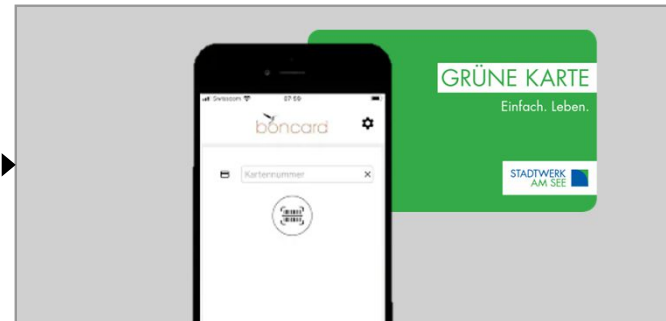 Swisscom 07:59
boncard
Kartennummer
GRÜNE KARTE
Einfach. Leben.
STADTWERK
AM SEE